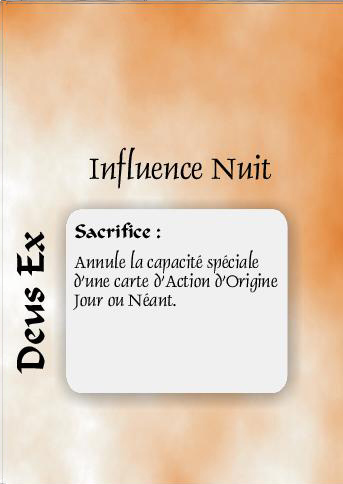 Influence Nuit
Deus Ex
Sacrifice :
Annule la capacité spéciale
d'une carte d'Action d'Origine
Jour ou Néant.